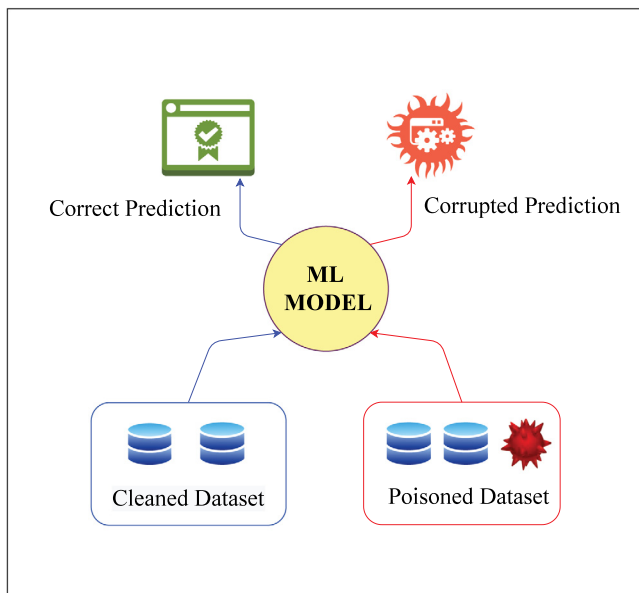 Correct Prediction
Corrupted Prediction
ML
MODEL
Cleaned Dataset
Poisoned Dataset